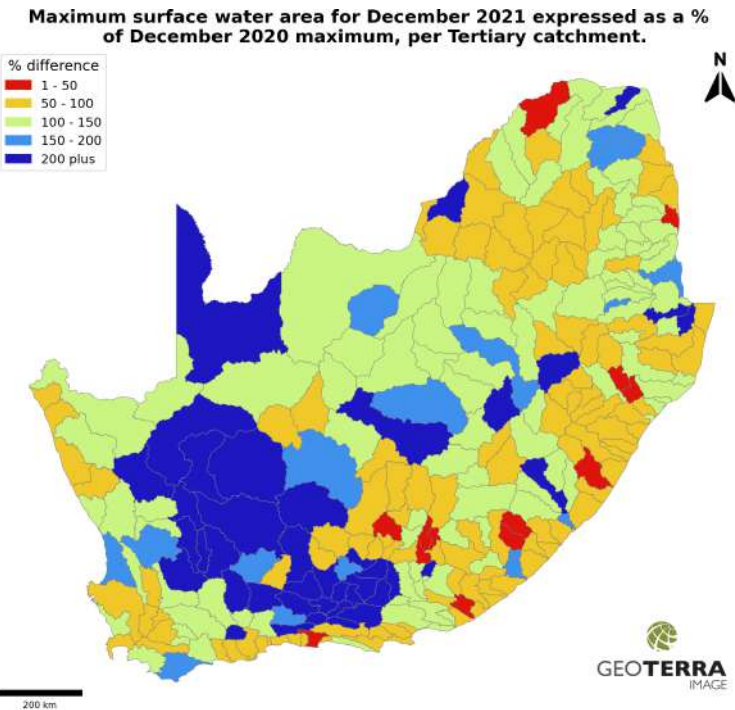 Maximum surface water area for December 2021 expressed as a %
of December 2020 maximum, per Tertiary catchment.
% difference
1 - 50
50 - 100
100 - 150
150 - 200
200 plus
N
GEOTERRA
IMAGE
200 km